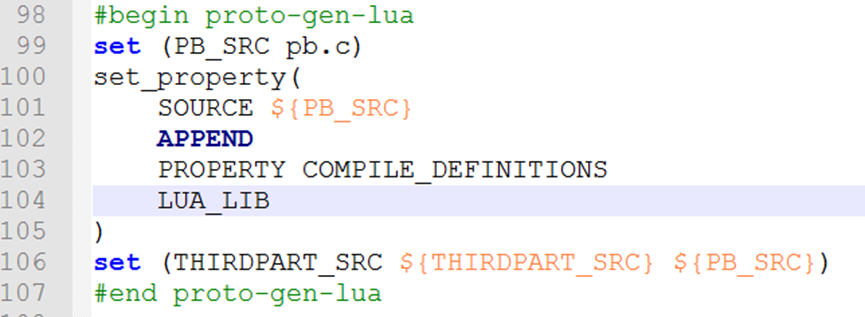 98 #begin proto-gen-lua
99 set (PB_SRC pb.c)
100 set_property(
101 SOURCE ${PB_SRC}
102 APPEND
103 PROPERTY COMPILE_DEFINITIONS
104 LUA_LIB
105 )
106 set (THIRDPART_SRC ${THIRDPART_SRC} ${PB_SRC})
107 #end proto-gen-lua